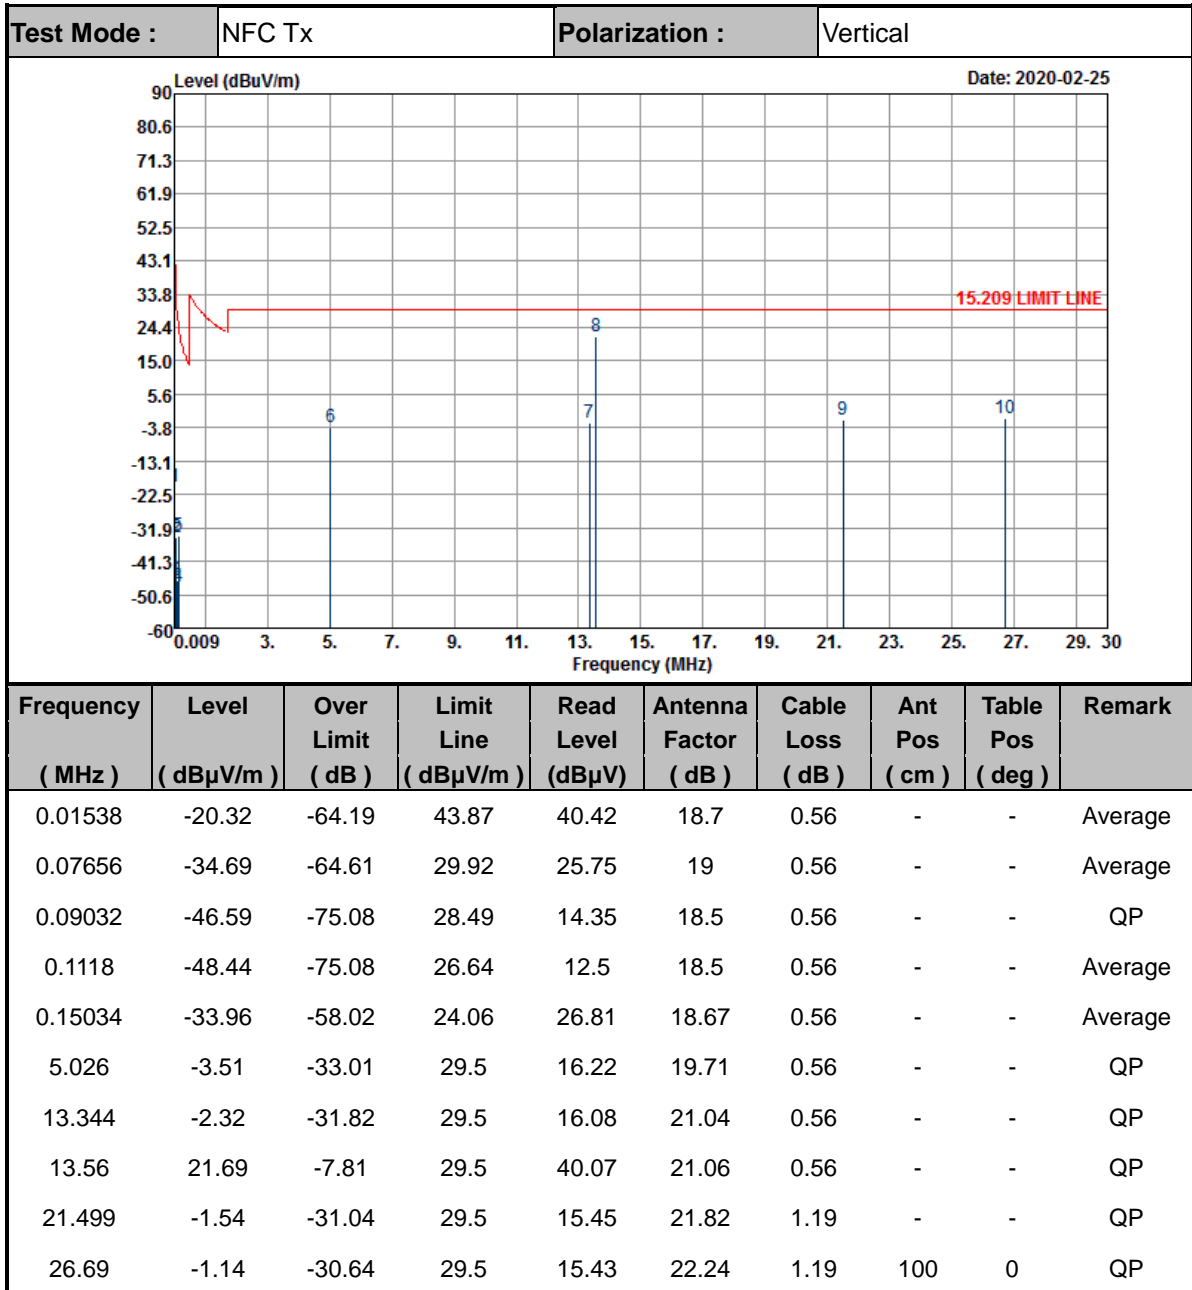 Test Mode : NFC Tx Polarization : Vertical
Level (dBuV/m) Date: 2020-02-25
90
80.6
71.3
61.9
52.5
43.1
33.8
15.209 LIMIT LINE
24.4
8
15.0
5.6
6 7 9 10
-3.8
-13.1
-22.5
-31.9
5
-41.3
-50.6
-60
0.009 3. 5. 7. 9. 11. 13. 15. 17. 19. 21. 23. 25. 27. 29. 30
Frequency (MHz)
Frequency Level Over Limit Read Antenna Cable Ant Table Remark
Limit Line Level Factor Loss Pos Pos
( MHz ) ( dBµV/m ) ( dB ) ( dBµV/m ) (dBµV) ( dB ) ( dB ) ( cm ) ( deg )
0.01538 -20.32 -64.19 43.87 40.42 18.7 0.56 - - Average
0.07656 -34.69 -64.61 29.92 25.75 19 0.56 - - Average
0.09032 -46.59 -75.08 28.49 14.35 18.5 0.56 - - QP
0.1118 -48.44 -75.08 26.64 12.5 18.5 0.56 - - Average
0.15034 -33.96 -58.02 24.06 26.81 18.67 0.56 - - Average
5.026 -3.51 -33.01 29.5 16.22 19.71 0.56 - - QP
13.344 -2.32 -31.82 29.5 16.08 21.04 0.56 - - QP
13.56 21.69 -7.81 29.5 40.07 21.06 0.56 - - QP
21.499 -1.54 -31.04 29.5 15.45 21.82 1.19 - - QP
26.69 -1.14 -30.64 29.5 15.43 22.24 1.19 100 0 QP